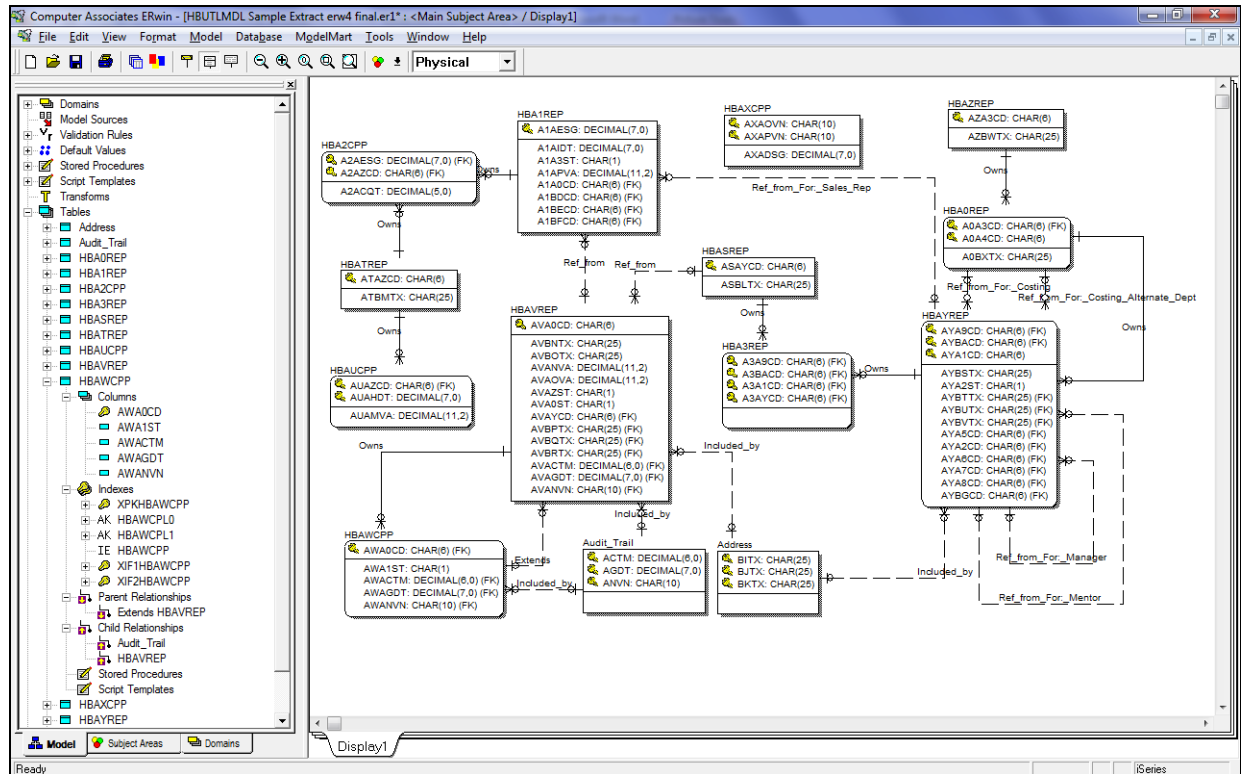 Computer Associates ERwin - [HBUTLMDL Sample Extract erw4 final.er1* : <Main Subject Area> / Display1]
File Edit View Format Model Database ModelMart Tools Window Help
Physical
Domains
Model Sources
Validation Rules
Default Values
Stored Procedures
Script Templates
Transforms
Tables
Address
Audit_Trail
HBA0REP
HBA1REP
HBA2CPP
HBA3REP
HBASREP
HBATREP
HBAUCPP
HBAVREP
HBAWCPP
Columns
AWA0CD
AWA1ST
AWACTM
AWAGDT
AWANVN
Indexes
XPKHBAWCPP
AK HBAWCPL0
AK HBAWCPL1
IE HBAWCPP
XIF1HBAWCPP
XIF2HBAWCPP
Parent Relationships
Extends HBAVREP
Child Relationships
Audit_Trail
HBAVREP
Stored Procedures
Script Templates
HBAXCPP
HBAYREP
Model Subject Areas Domains
HBA2CPP
A2AESG: DECIMAL(7,0) (FK)
A2AZCD: CHAR(6) (FK)
A2ACQT: DECIMAL(5,0)
Owns
HBA1REP
A1AESG: DECIMAL(7,0)
A1AIDT: DECIMAL(7,0)
A1A3ST: CHAR(1)
A1APVA: DECIMAL(11,2)
A1A0CD: CHAR(6) (FK)
A1BDCD: CHAR(6) (FK)
A1BECD: CHAR(6) (FK)
A1BFCD: CHAR(6) (FK)
HBAXCPP
AXAOVN: CHAR(10)
AXAPVN: CHAR(10)
AXADSG: DECIMAL(7,0)
Ref_from_For:_Sales_Rep
HBAZREP
AZA3CD: CHAR(6)
AZBWTX: CHAR(25)
Owns
HBA0REP
A0A3CD: CHAR(6) (FK)
A0A4CD: CHAR(6)
A0BXTX: CHAR(25)
Owns
HBATREP
ATAZCD: CHAR(6)
ATBMTX: CHAR(25)
Owns
Ref_from
Ref_from
HBASREP
ASAYCD: CHAR(6)
ASBLTX: CHAR(25)
Owns
Ref_from_For:_Costing
Ref_from_For:_Costing_Alternate_Dept
Owns
HBAUCPP
AUAZCD: CHAR(6) (FK)
AUAHDT: DECIMAL(7,0)
AUAMVA: DECIMAL(11,2)
HBAVREP
AVA0CD: CHAR(6)
AVBNTX: CHAR(25)
AVBOTX: CHAR(25)
AVANVA: DECIMAL(11,2)
AVAOVA: DECIMAL(11,2)
AVAZST: CHAR(1)
AVA0ST: CHAR(1)
AVAYCD: CHAR(6) (FK)
AVBPTX: CHAR(25) (FK)
AVBQTX: CHAR(25) (FK)
AVBRTX: CHAR(25) (FK)
AVACTM: DECIMAL(6,0) (FK)
AVAGDT: DECIMAL(7,0) (FK)
AVANVN: CHAR(10) (FK)
HBA3REP
A3A9CD: CHAR(6) (FK)
A3BACD: CHAR(6) (FK)
A3A1CD: CHAR(6) (FK)
A3AYCD: CHAR(6) (FK)
Owns
HBAYREP
AYA9CD: CHAR(6) (FK)
AYBACD: CHAR(6) (FK)
AYA1CD: CHAR(6)
AYBSTX: CHAR(25)
AYA2ST: CHAR(1)
AYBTTX: CHAR(25) (FK)
AYBUTX: CHAR(25) (FK)
AYBVTX: CHAR(25) (FK)
AYA5CD: CHAR(6) (FK)
AYA2CD: CHAR(6) (FK)
AYA6CD: CHAR(6) (FK)
AYA7CD: CHAR(6) (FK)
AYA8CD: CHAR(6) (FK)
AYBGCD: CHAR(6) (FK)
Owns
Included_by
Included_by
HBAWCPP
AWA0CD: CHAR(6) (FK)
AWA1ST: CHAR(1)
AWACTM: DECIMAL(6,0) (FK)
AWAGDT: DECIMAL(7,0) (FK)
AWANVN: CHAR(10) (FK)
Extends
Included_by
Audit_Trail
ACTM: DECIMAL(6,0)
AGDT: DECIMAL(7,0)
ANVN: CHAR(10)
Address
BITX: CHAR(25)
BJTX: CHAR(25)
BKTX: CHAR(25)
Included_by
Ref_from_For:_Manager
Ref_from_For:_Mentor
Display1
Ready
iSeries